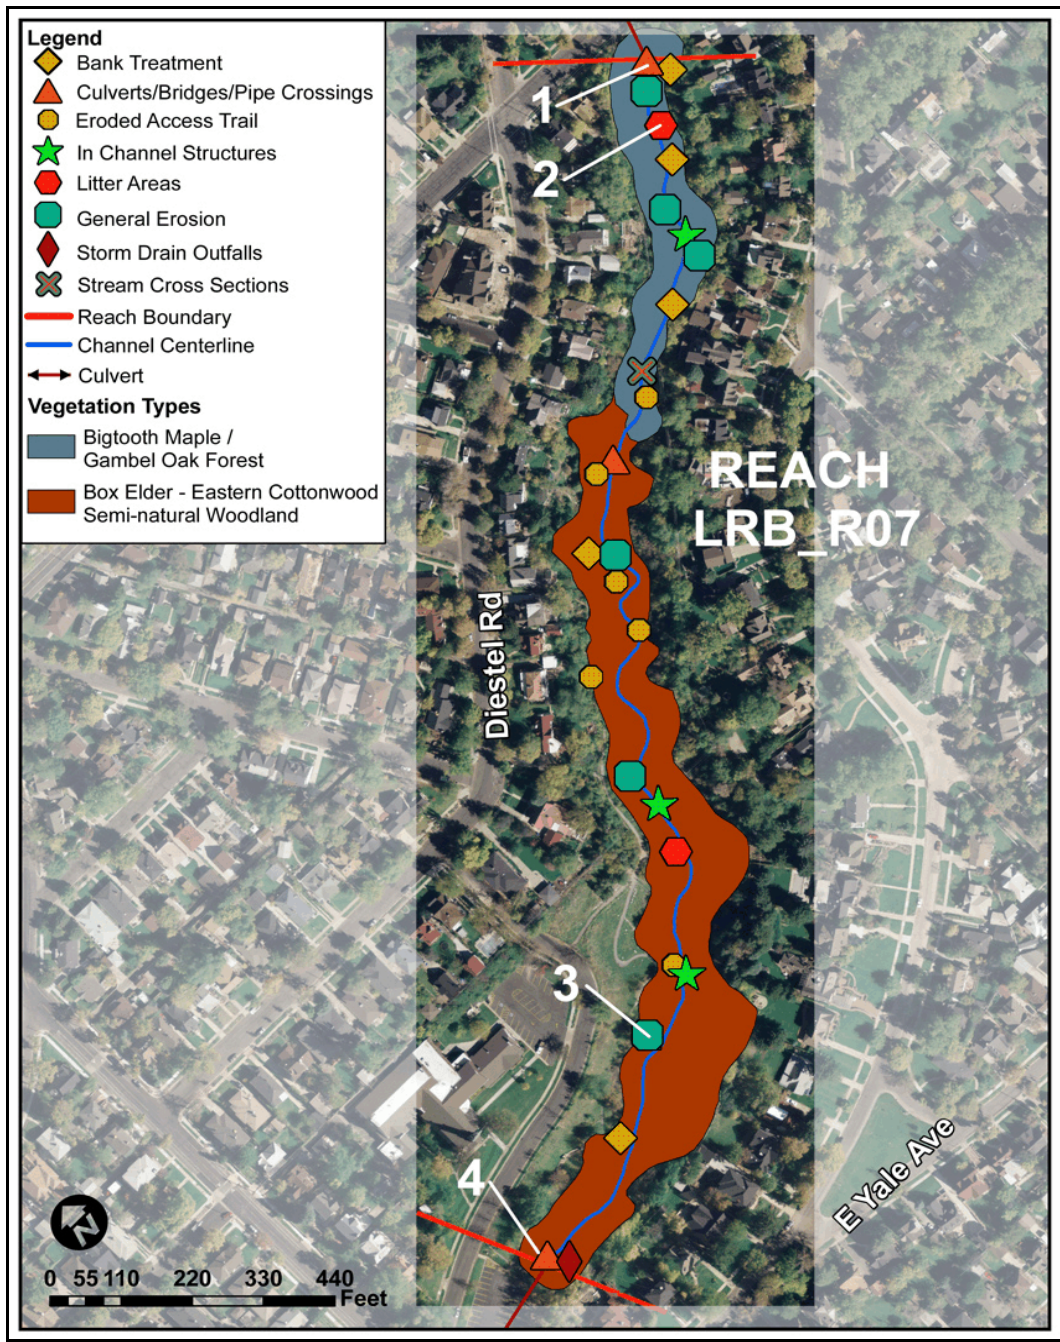 Legend
Bank Treatment
Culverts/Bridges/Pipe Crossings
Eroded Access Trail
In Channel Structures
Litter Areas
General Erosion
Storm Drain Outfalls
Stream Cross Sections
Reach Boundary
Channel Centerline
Culvert
Vegetation Types
Bigtooth Maple /
Gambel Oak Forest
Box Elder - Eastern Cottonwood
Semi-natural Woodland
1
2
REACH
LRB_R07
Diestel Rd
3
4
E Yale Ave
N
0 55 110 220 330 440
Feet